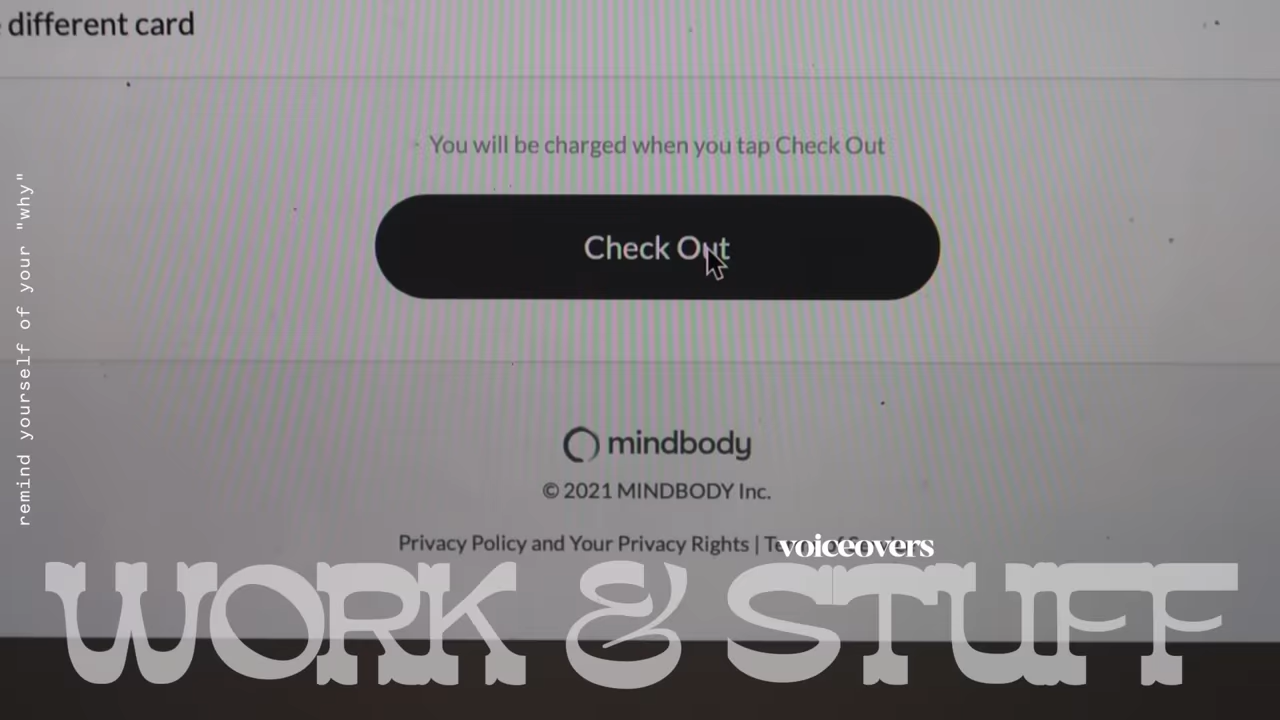 different card
You will be charged when you tap Check Out
Check Out
mindbody
© 2021 MINDBODY Inc.
Privacy Policy and Your Privacy Rights |
voiceovers
WORK & STUFF
remind yourself of your "why"